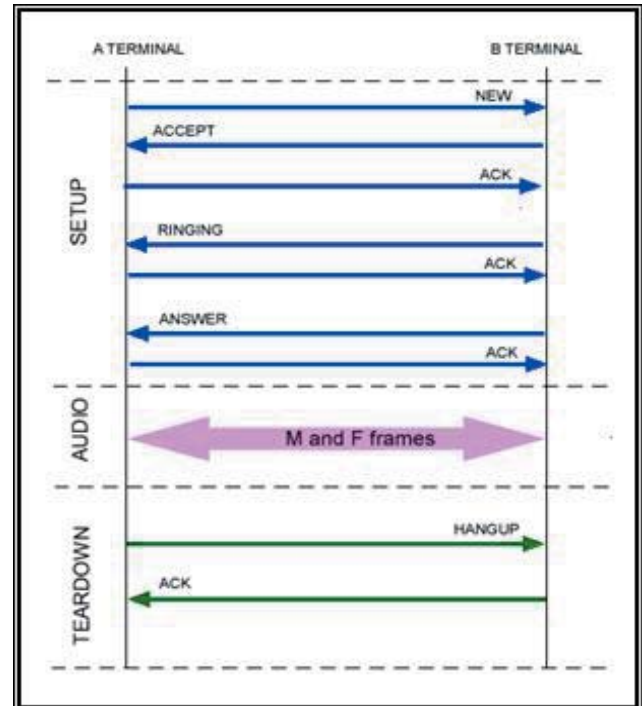 A TERMINAL
B TERMINAL
SETUP
NEW
ACCEPT
ACK
RINGING
ACK
ANSWER
ACK
AUDIO
M and F frames
TEARDOWN
HANGUP
ACK